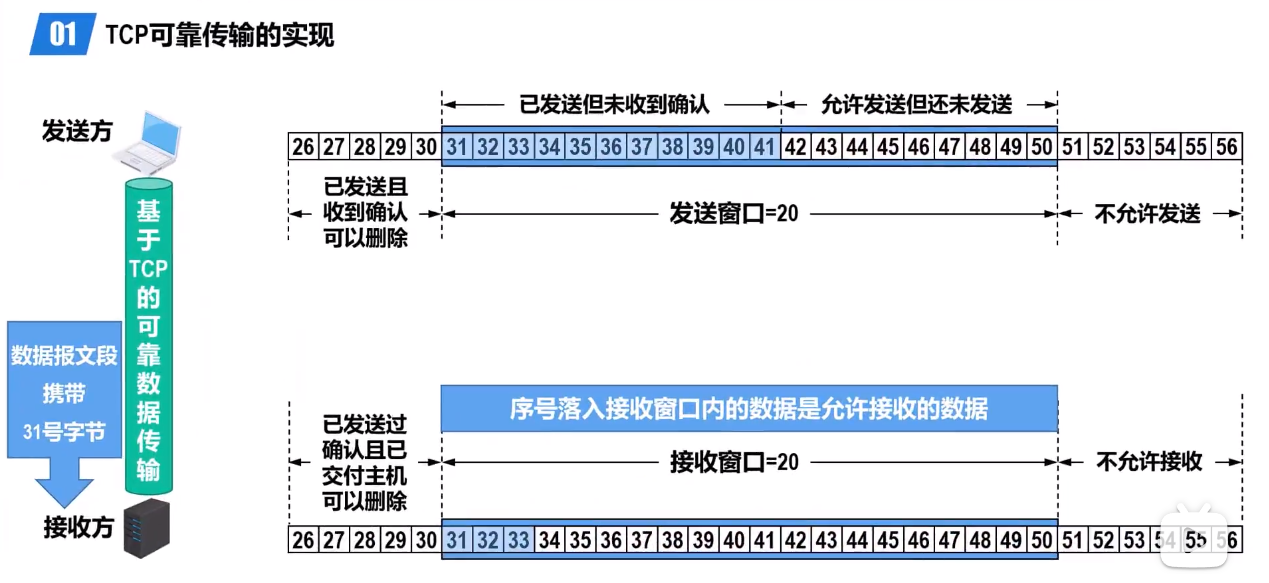 01 TCP可靠传输的实现
已发送但未收到确认 允许发送但还未发送
发送方
26 27 28 29 30 31 32 33 34 35 36 37 38 39 40 41 42 43 44 45 46 47 48 49 50 51 52 53 54 55 56
已发送且
收到确认
可以删除
发送窗口=20
不允许发送
基于TCP的可靠数据传输
数据报文段
携带
31号字节
序号落入接收窗口内的数据是允许接收的数据
已发送过
确认且已
交付主机
可以删除
接收窗口=20
不允许接收
接收方
26 27 28 29 30 31 32 33 34 35 36 37 38 39 40 41 42 43 44 45 46 47 48 49 50 51 52 53 54 55 56